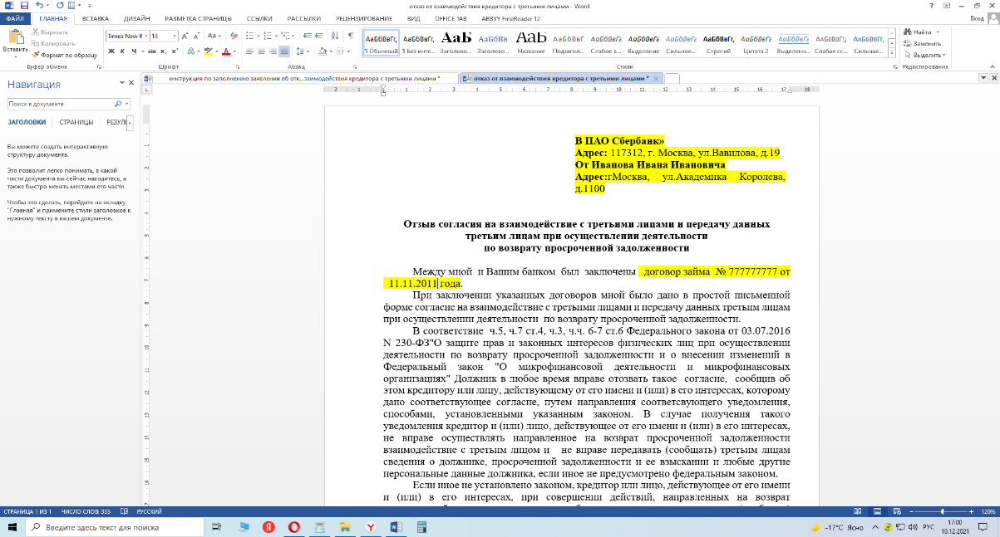 отказ от взаимодействия кредитора с третьими лицами - Word
ФАЙЛ ГЛАВНАЯ ВСТАВКА ДИЗАЙН РАЗМЕТКА СТРАНИЦЫ ССЫЛКИ РАССЫЛКИ РЕЦЕНЗИРОВАНИЕ ВИД OFFICE TAB ABBYY FineReader 12 Вход
Вставить
Вырезать
Копировать
Формат по образцу
Буфер обмена
Times New R 13
Ж К Ч
Шрифт
Абзац
АаБбВвГг, АаБбВвГг, АаБ АаБбВв АаБ АаБбВвГг АаБбВвГг АаБбВвГг АаБбВвГг АаБбВвГг, АаБбВвГг АаБбВвГг АаБбВвГг, АаБбВвГг,
¶ Обычный ¶ Без инте... Заголово... Заголово... Название Подзагол... Слабое в... Выделение Сильное... Строгий Цитата 2 Выделенн... Слабая сс... Сильная...
Стили
Найти
Заменить
Выделить
Редактирование
инструкция по заполнению заявления об отк...заимодействия кредитора с третьими лицами *
отказ от взаимодействия кредитора с третьими лицами *
Навигация
Поиск в документе
ЗАГОЛОВКИ СТРАНИЦЫ РЕЗУЛЬ
Вы можете создать интерактивную
структуру документа.
Это позволит легко понимать, в какой
части документа вы сейчас находитесь, а
также быстро менять местами его части.
Чтобы это сделать, перейдите на вкладку
"Главная" и примените стили заголовков к
нужному тексту в вашем документе.
В ПАО Сбербанк»
Адрес: 117312, г. Москва, ул.Вавилова, д.19
От Иванова Ивана Ивановича
Адрес:гМосква, ул.Академика Королева,
д.1100
Отзыв согласия на взаимодействие с третьими лицами и передачу данных
третьим лицам при осуществлении деятельности
по возврату просроченной задолженности
Между мной и Вашим банком был заключены договор займа № 777777777 от
11.11.2011 года.
При заключении указанных договоров мной было дано в простой письменной
форме согласие на взаимодействие с третьими лицами и передачу данных третьим лицам
при осуществлении деятельности по возврату просроченной задолженности.
В соответствие ч.5, ч.7 ст.4, ч.3, ч.ч. 6-7 ст.6 Федерального закона от 03.07.2016
N 230-ФЗ"О защите прав и законных интересов физических лиц при осуществлении
деятельности по возврату просроченной задолженности и о внесении изменений в
Федеральный закон "О микрофинансовой деятельности и микрофинансовых
организациях" Должник в любое время вправе отозвать такое согласие, сообщив об
этом кредитору или лицу, действующему от его имени и (или) в его интересах, которому
дано соответствующее согласие, путем направления соответсвующего уведомления,
способами, установленными указанным законом. В случае получения такого
уведомления кредитор и (или) лицо, действующее от его имени и (или) в его интересах,
не вправе осуществлять направленное на возврат просроченной задолженности
взаимодействие с третьим лицом и не вправе передавать (сообщать) третьим лицам
сведения о должнике, просроченной задолженности и ее взыскании и любые другие
персональные данные должника, если иное не предусмотрено федеральным законом.
Если иное не установлено законом, кредитор или лицо, действующее от его имени
и (или) в его интересах, при совершении действий, направленных на возврат
СТРАНИЦА 1 ИЗ 1 ЧИСЛО СЛОВ: 355 РУССКИЙ 120%
Введите здесь текст для поиска
-17°C Ясно РУС 17:00
10.12.2021